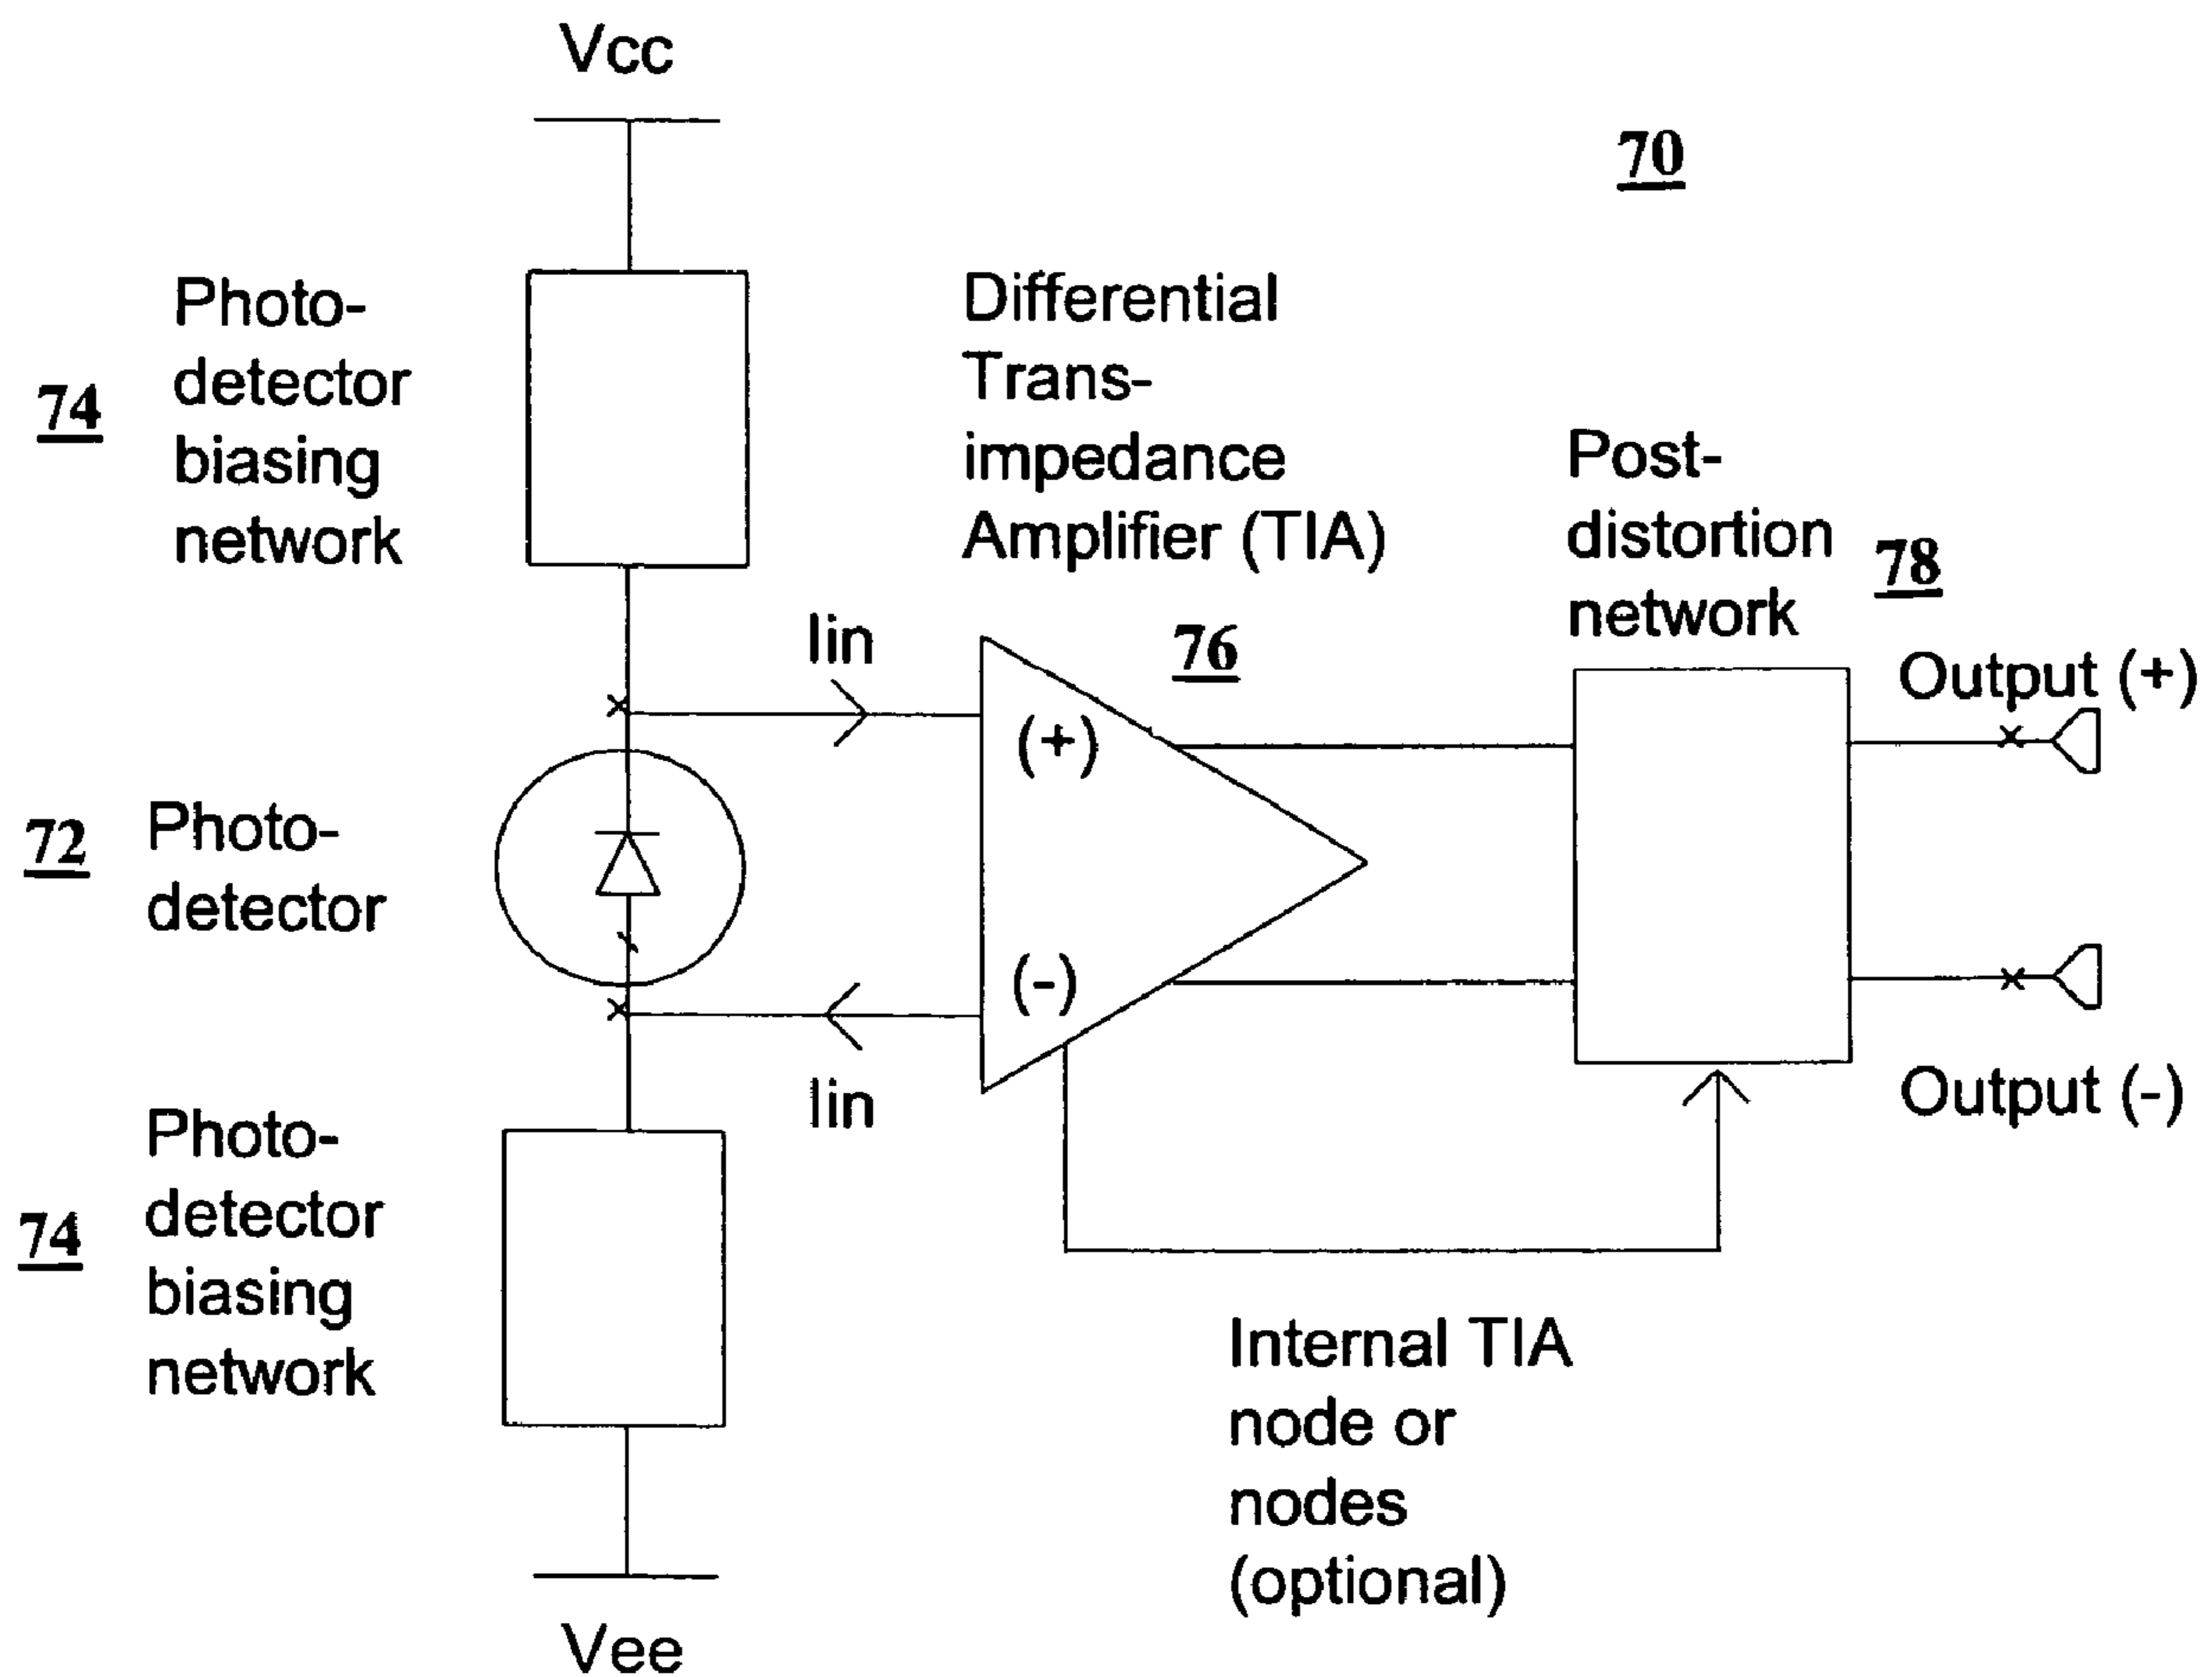 Vcc
70
74
Photo-
detector
biasing
network
Differential
Trans-
impedance
Amplifier (TIA)
Post-
distortion
network
78
Iin
76
Output (+)
(+)
72
Photo-
detector
(-)
Iin
Output (-)
74
Photo-
detector
biasing
network
Internal TIA
node or
nodes
(optional)
Vee